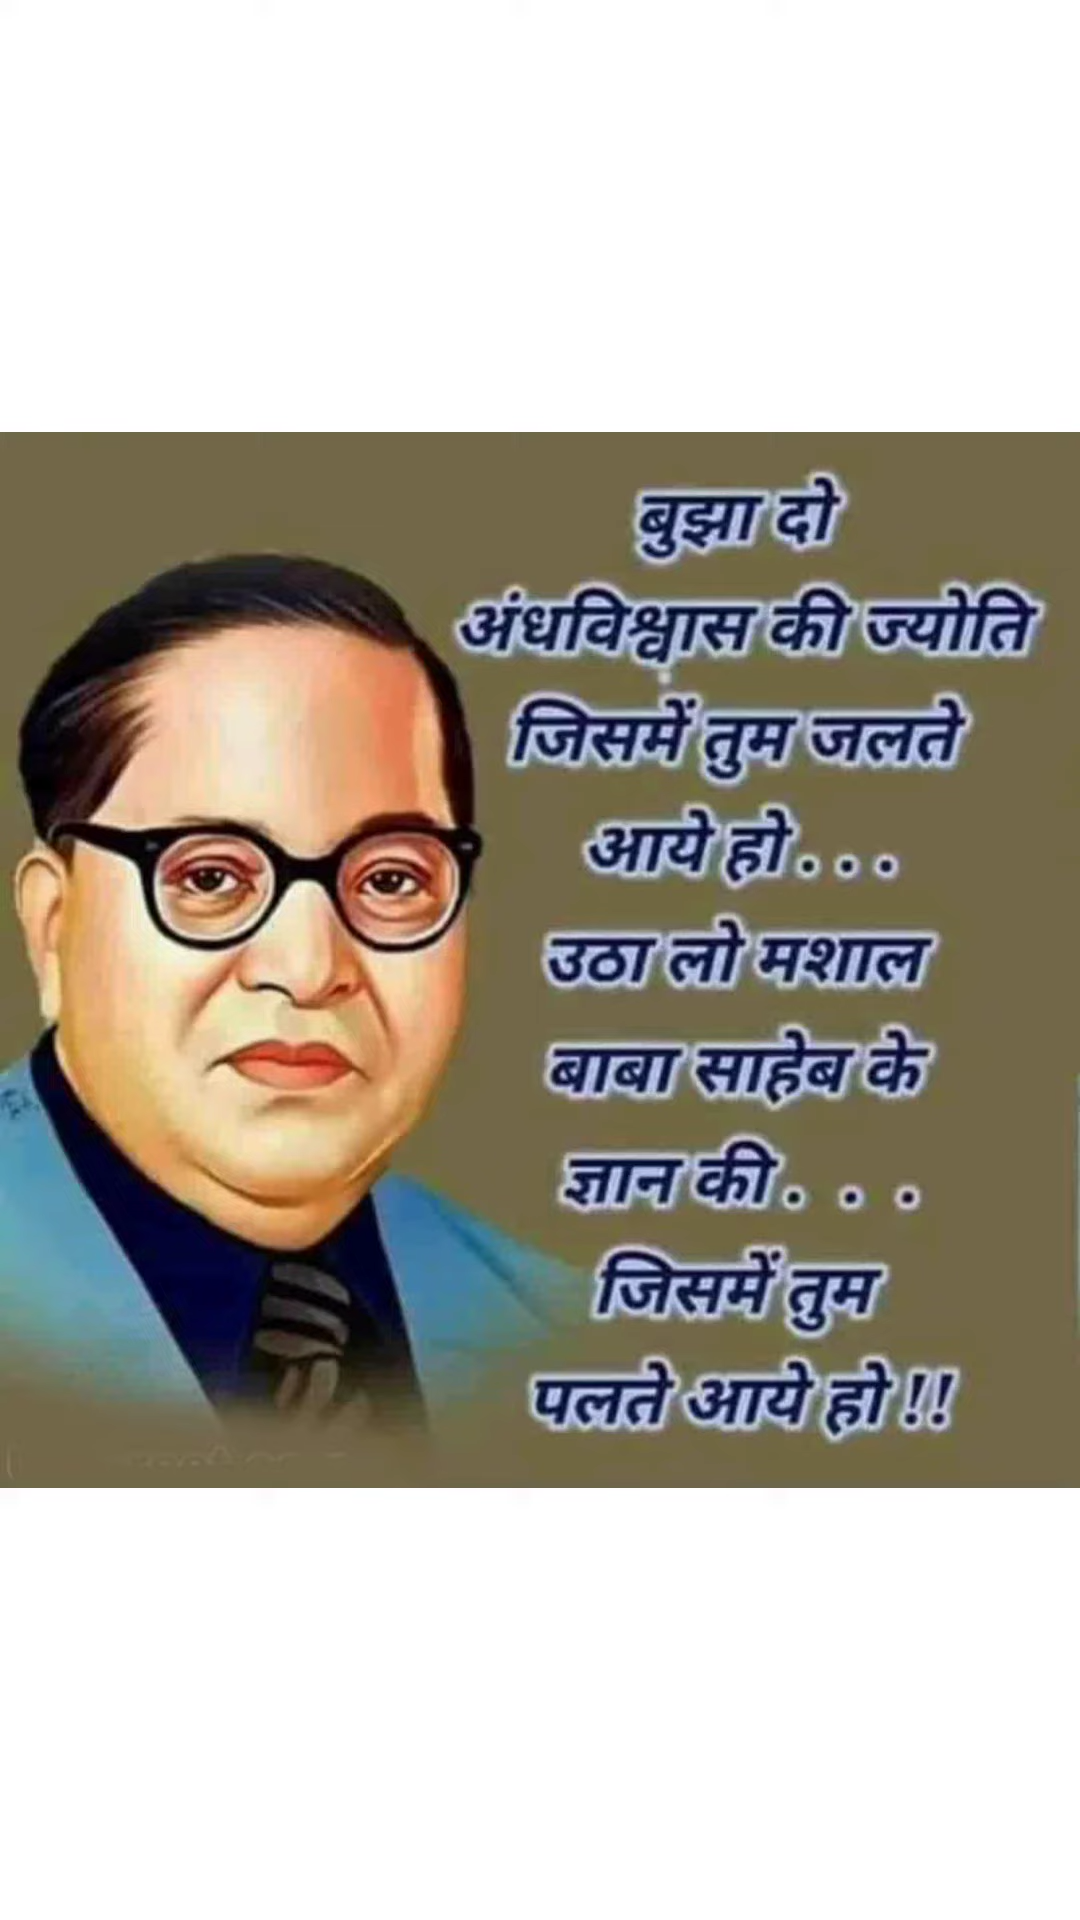 बुझा दो
अंधविश्वास की ज्योति
जिसमें तुम जलते
आये हो...
उठा लो मशाल
बाबा साहेब के
ज्ञान की. . .
जिसमें तुम
पलते आये हो !!